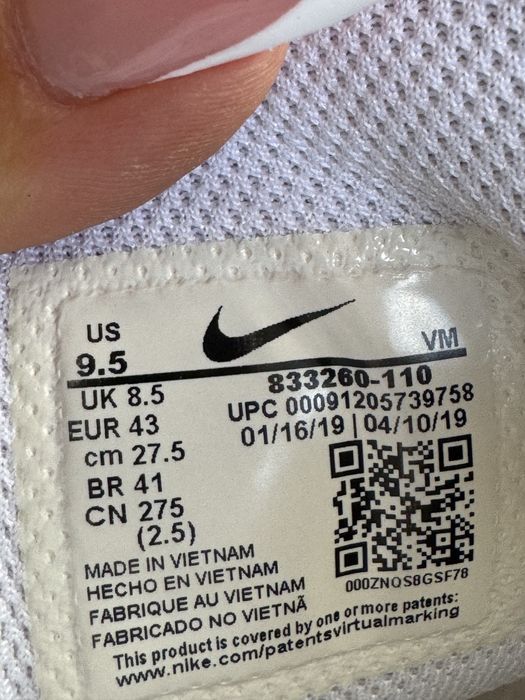 US
9.5
VM
UK 8.5
833260-110
EUR 43
UPC 00091205739758
cm 27.5
01/16/19 | 04/10/19
BR 41
CN 275
(2.5)
MADE IN VIETNAM
HECHO EN VIETNAM
000ZNQS8GSF78
FABRIQUE AU VIETNAM
FABRICADO NO VIETNÃ
This product is covered by one or more patents:
www.nike.com/patentsvirtualmarking